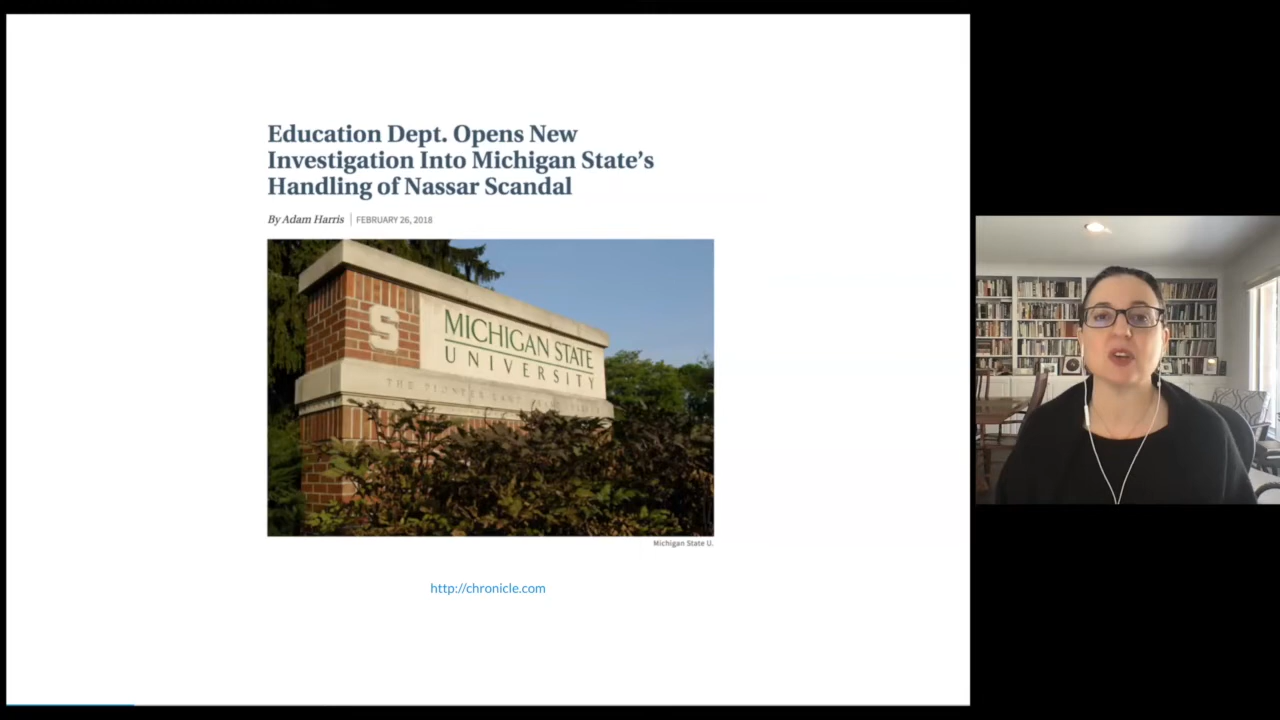 Education Dept. Opens New
Investigation Into Michigan State’s
Handling of Nassar Scandal
By Adam Harris | FEBRUARY 26, 2018
S
MICHIGAN STATE
UNIVERSITY
Michigan State U.
http://chronicle.com